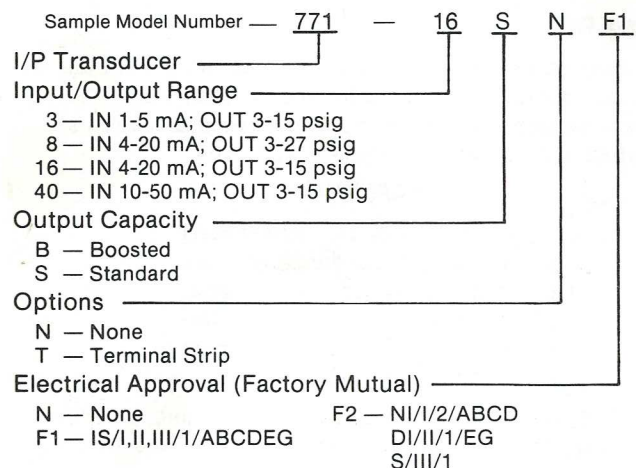 Sample Model Number — 771 — 16 S N F1
I/P Transducer
Input/Output Range
3 — IN 1-5 mA; OUT 3-15 psig
8 — IN 4-20 mA; OUT 3-27 psig
16 — IN 4-20 mA; OUT 3-15 psig
40 — IN 10-50 mA; OUT 3-15 psig
Output Capacity
B — Boosted
S — Standard
Options
N — None
T — Terminal Strip
Electrical Approval (Factory Mutual)
N — None
F1 — IS/I,II,III/1/ABCDEG
F2 — NI/I/2/ABCD
DI/II/1/EG
S/III/1